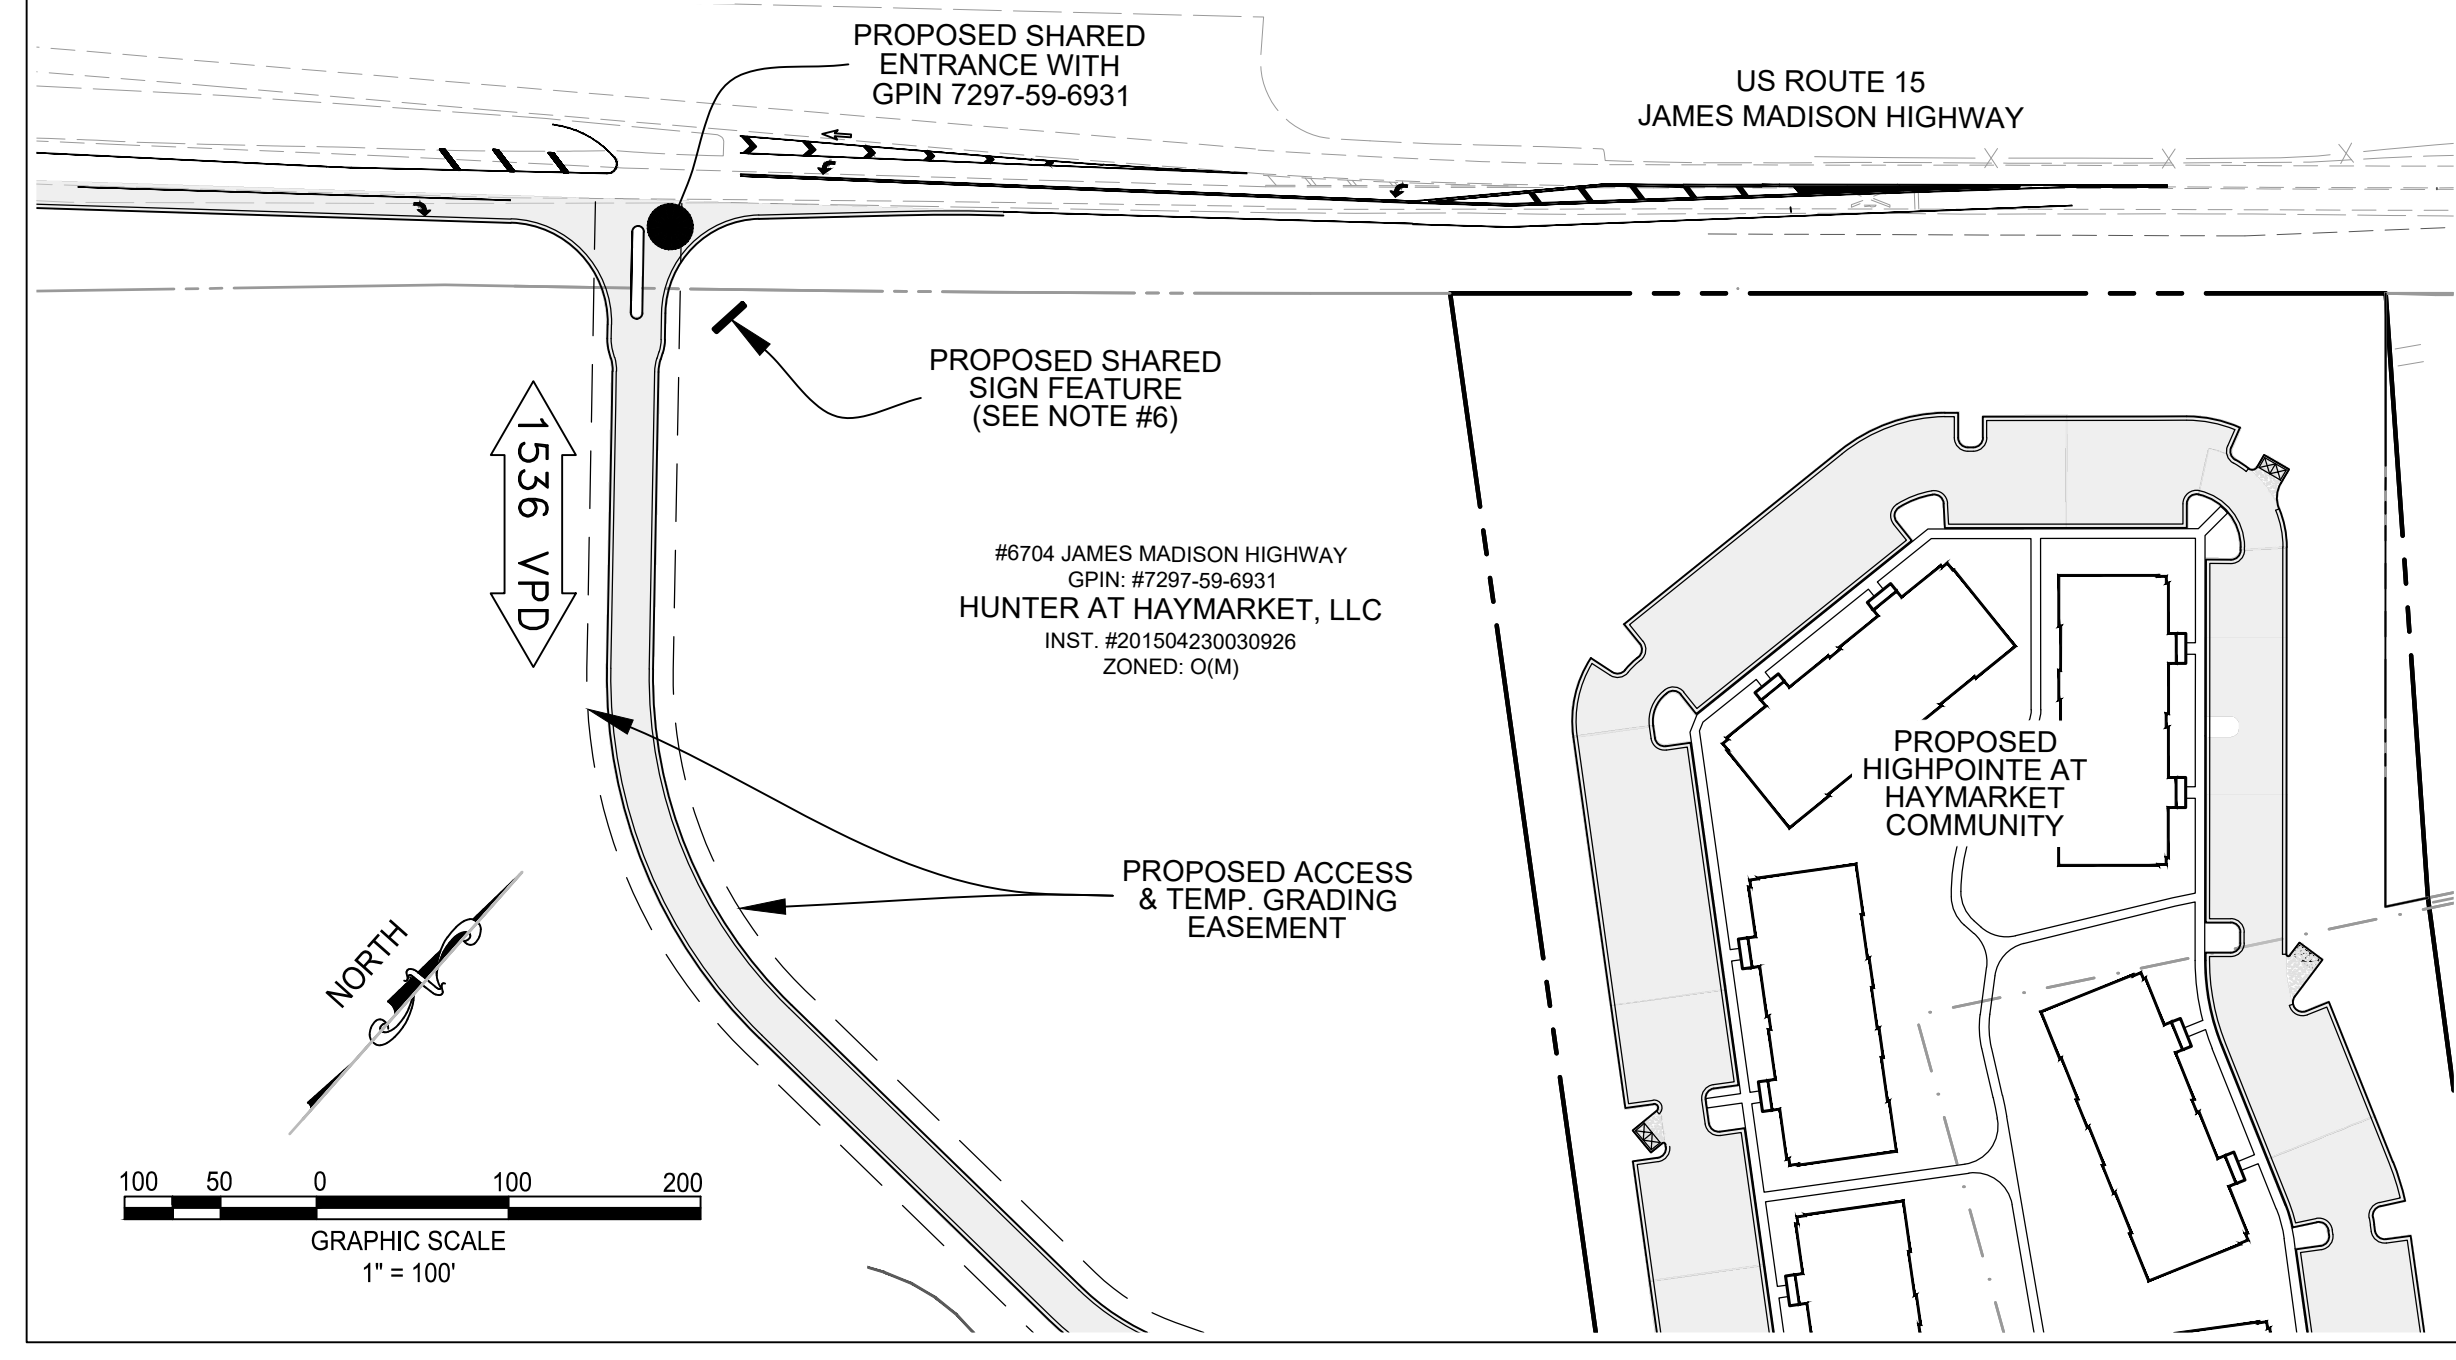 PROPOSED SHARED
ENTRANCE WITH
GPIN 7297-59-6931
US ROUTE 15
JAMES MADISON HIGHWAY
PROPOSED SHARED
SIGN FEATURE
(SEE NOTE #6)
1536 VPD
#6704 JAMES MADISON HIGHWAY
GPIN: #7297-59-6931
HUNTER AT HAYMARKET, LLC
INST. #201504230030926
ZONED: O(M)
PROPOSED
HIGHPOINTE AT
HAYMARKET
COMMUNITY
PROPOSED ACCESS
& TEMP. GRADING
EASEMENT
NORTH
100 50 0 100 200
GRAPHIC SCALE
1" = 100'